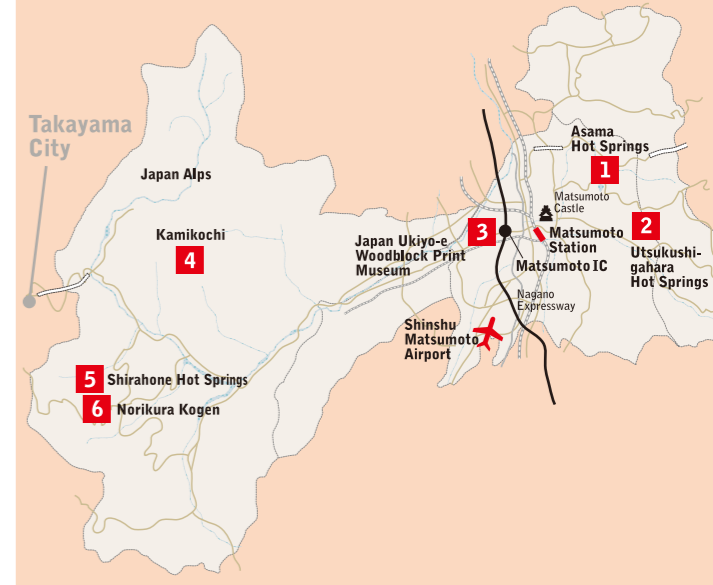 Takayama
City
Japan Alps
Kamikochi
4
5
Shirahone Hot Springs
6
Norikura Kogen
Japan Ukiyo-e
Woodblock Print
Museum
3
Shinshu
Matsumoto
Airport
Asama
Hot Springs
1
Matsumoto
Castle
2
Matsumoto
Station
Utsukushi-
gahara
Hot Springs
Matsumoto IC
Nagano
Expressway